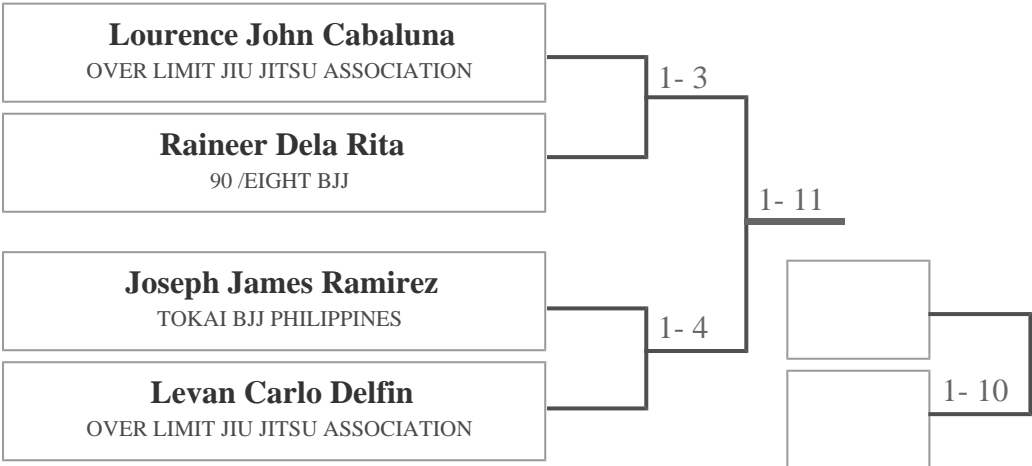 Lourence John Cabaluna
OVER LIMIT JIU JITSU ASSOCIATION
1- 3
Raineer Dela Rita
90 /EIGHT BJJ
1- 11
Joseph James Ramirez
TOKAI BJJ PHILIPPINES
1- 4
Levan Carlo Delfin
OVER LIMIT JIU JITSU ASSOCIATION
1- 10